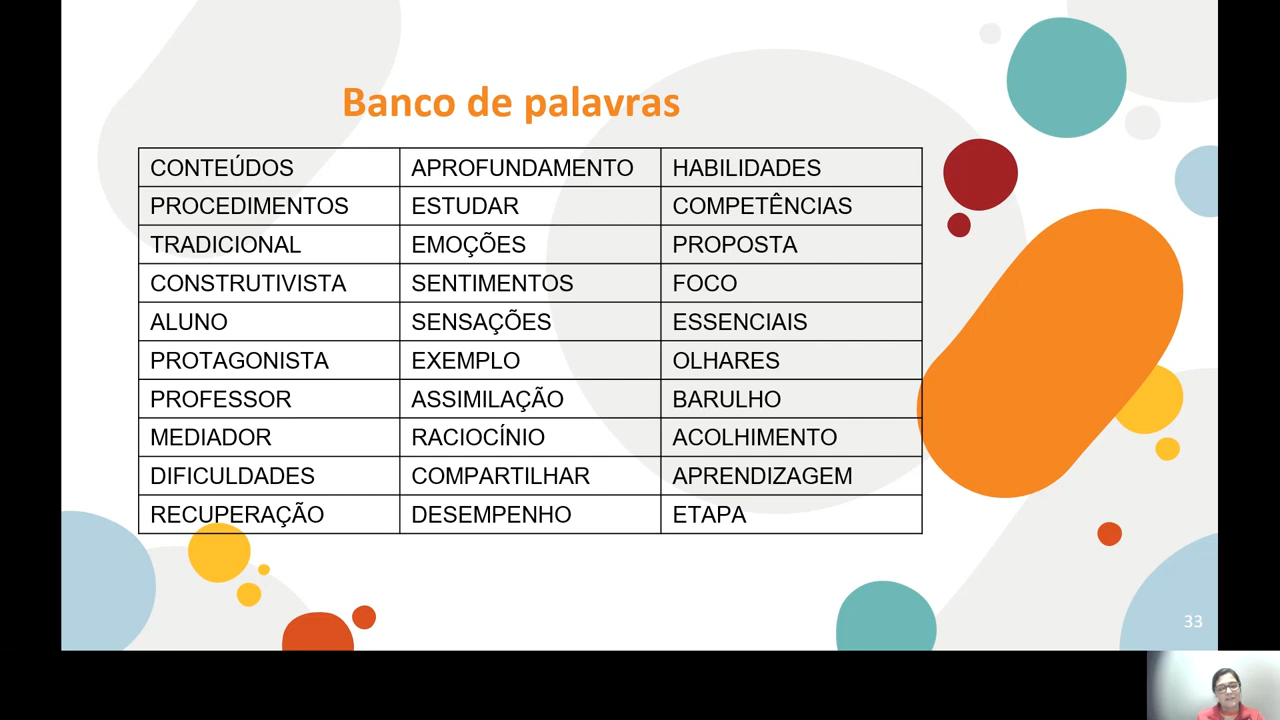 Banco de palavras
CONTEÚDOS APROFUNDAMENTO HABILIDADES
PROCEDIMENTOS ESTUDAR COMPETÊNCIAS
TRADICIONAL EMOÇÕES PROPOSTA
CONSTRUTIVISTA SENTIMENTOS FOCO
ALUNO SENSAÇÕES ESSENCIAIS
PROTAGONISTA EXEMPLO OLHARES
PROFESSOR ASSIMILAÇÃO BARULHO
MEDIADOR RACIOCÍNIO ACOLHIMENTO
DIFICULDADES COMPARTILHAR APRENDIZAGEM
RECUPERAÇÃO DESEMPENHO ETAPA
33